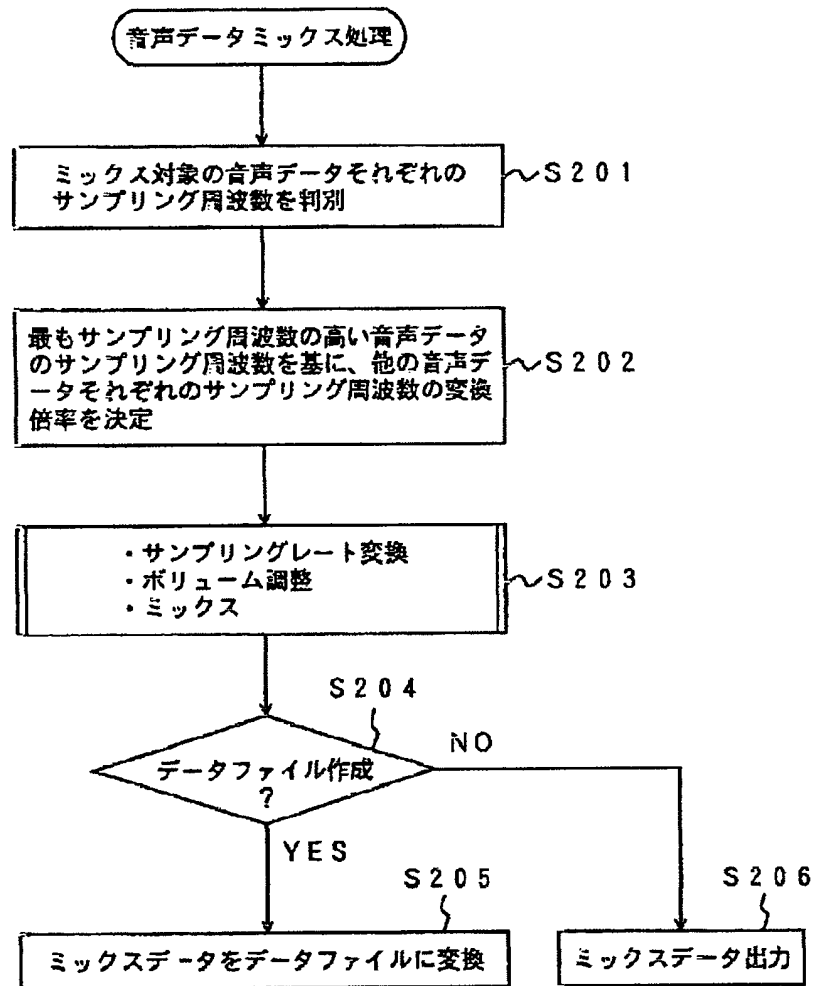 音声データミックス処理
ミックス対象の音声データそれぞれの
サンプリング周波数を判別
S201
最もサンプリング周波数の高い音声データ
のサンプリング周波数を基に、他の音声デ
ータそれぞれのサンプリング周波数の変換
倍率を決定
S202
・サンプリングレート変換
・ボリューム調整
・ミックス
S203
S204
データファイル作成
?
NO
YES
S205
ミックスデータをデータファイルに変換
S206
ミックスデータ出力